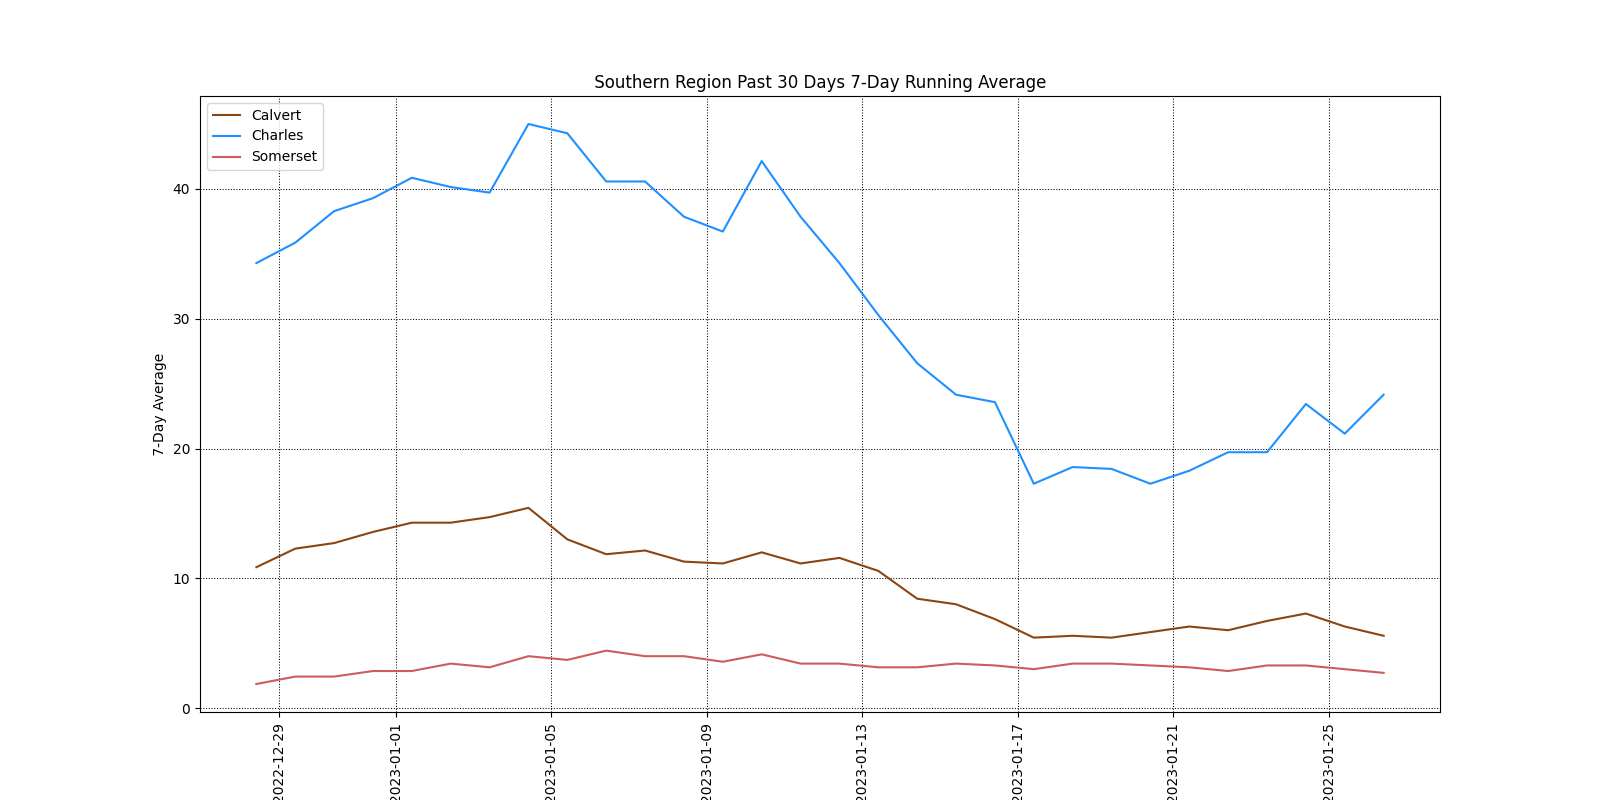 Southern Region Past 30 Days 7-Day Running Average
Calvert
Charles
Somerset
7-Day Average
40
30
20
10
0
2022-12-29
2023-01-01
2023-01-05
2023-01-09
2023-01-13
2023-01-17
2023-01-21
2023-01-25